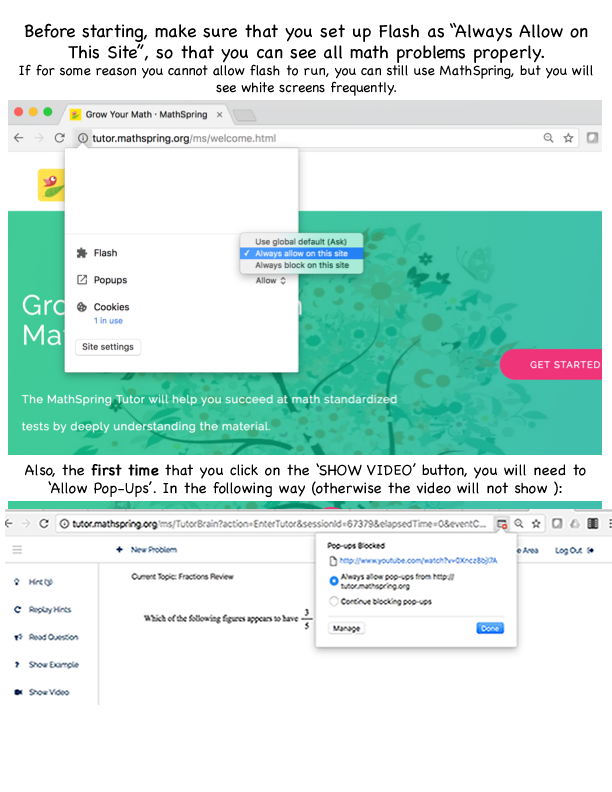 Before starting, make sure that you set up Flash as “Always Allow on
This Site”, so that you can see all math problems properly.
If for some reason you cannot allow flash to run, you can still use MathSpring, but you will
see white screens frequently.
Grow Your Math - MathSpring
tutor.mathspring.org/ms/welcome.html
Flash
Use global default (Ask)
✓ Always allow on this site
Always block on this site
Popups
Allow
Cookies
1 in use
Site settings
Gro
Ma
GET STARTED
The MathSpring Tutor will help you succeed at math standardized
tests by deeply understanding the material.
Also, the first time that you click on the ‘SHOW VIDEO’ button, you will need to
‘Allow Pop-Ups’. In the following way (otherwise the video will not show ):
tutor.mathspring.org/ms/TutorBrain?action=EnterTutor&sessionId=67379&elapsedTime=0&eventC...
+ New Problem
e Area
Log Out
Pop-ups Blocked
Always allow pop-ups from http://
tutor.mathspring.org
Continue blocking pop-ups
Manage
Done
Current Topic: Fractions Review
Which of the following figures appears to have 3/5
Hint (3)
Replay Hints
Read Question
? Show Example
Show Video